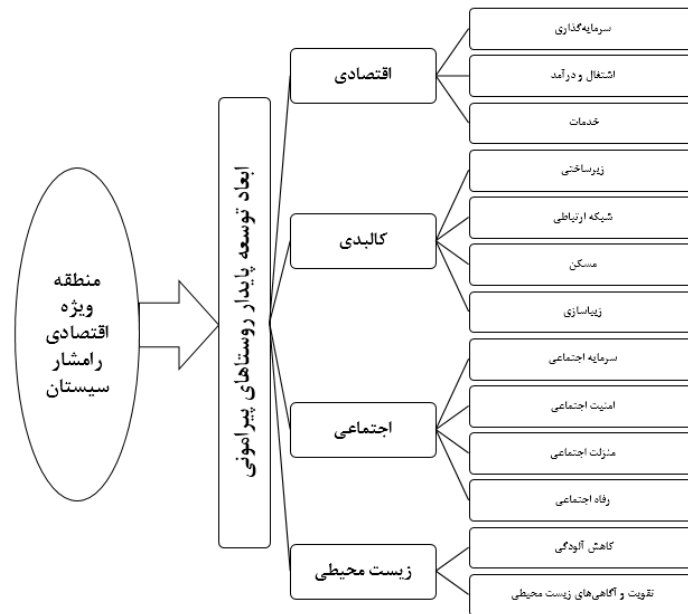 منطقه
ویژه
اقتصادی
رامشار
سیستان
ابعاد توسعه پایدار روستاهای پیرامونی
اقتصادی
سرمایه‌گذاری
اشتغال و درآمد
خدمات
کالبدی
زیرساختی
شبکه ارتباطی
مسکن
زیباسازی
اجتماعی
سرمایه اجتماعی
امنیت اجتماعی
منزلت اجتماعی
رفاه اجتماعی
زیست محیطی
کاهش آلودگی
تقویت و آگاهی‌های زیست محیطی